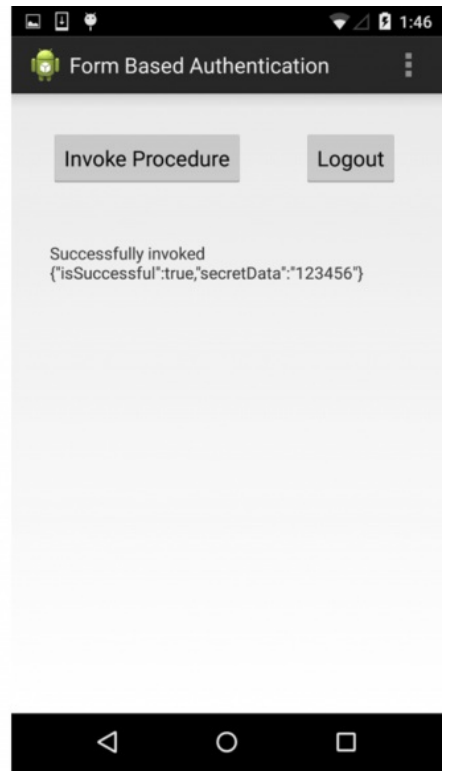 1:46
Form Based Authentication
Invoke Procedure
Logout
Successfully invoked
{"isSuccessful":true,"secretData":"123456"}